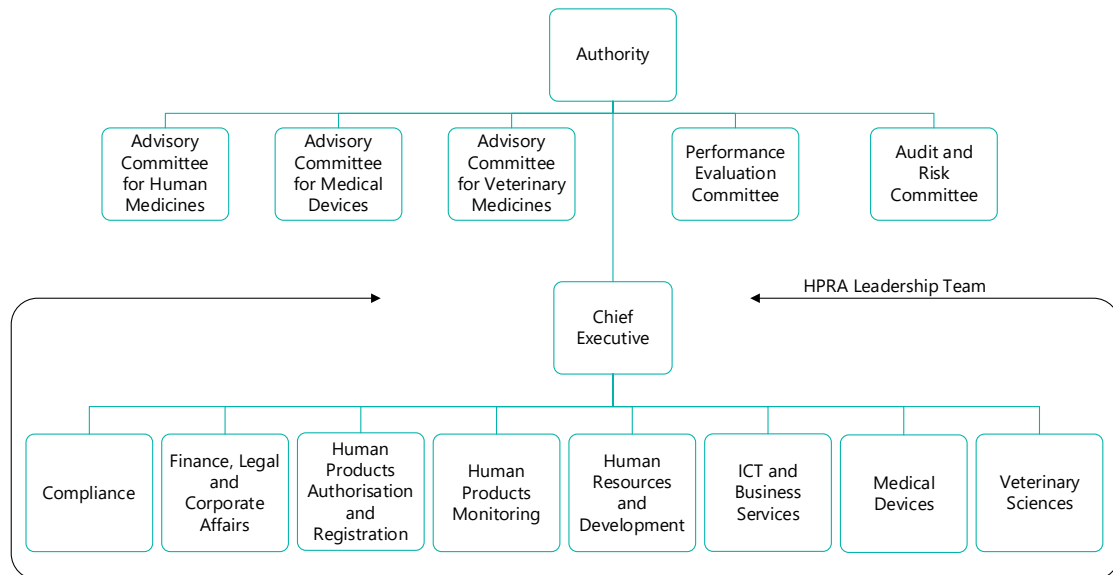 Authority
Advisory
Committee
for Human
Medicines
Advisory
Committee
for Medical
Devices
Advisory
Committee
for Veterinary
Medicines
Performance
Evaluation
Committee
Audit and
Risk
Committee
HPRA Leadership Team
Chief
Executive
Compliance
Finance, Legal
and
Corporate
Affairs
Human
Products
Authorisation
and
Registration
Human
Products
Monitoring
Human
Resources
and
Development
ICT and
Business
Services
Medical
Devices
Veterinary
Sciences